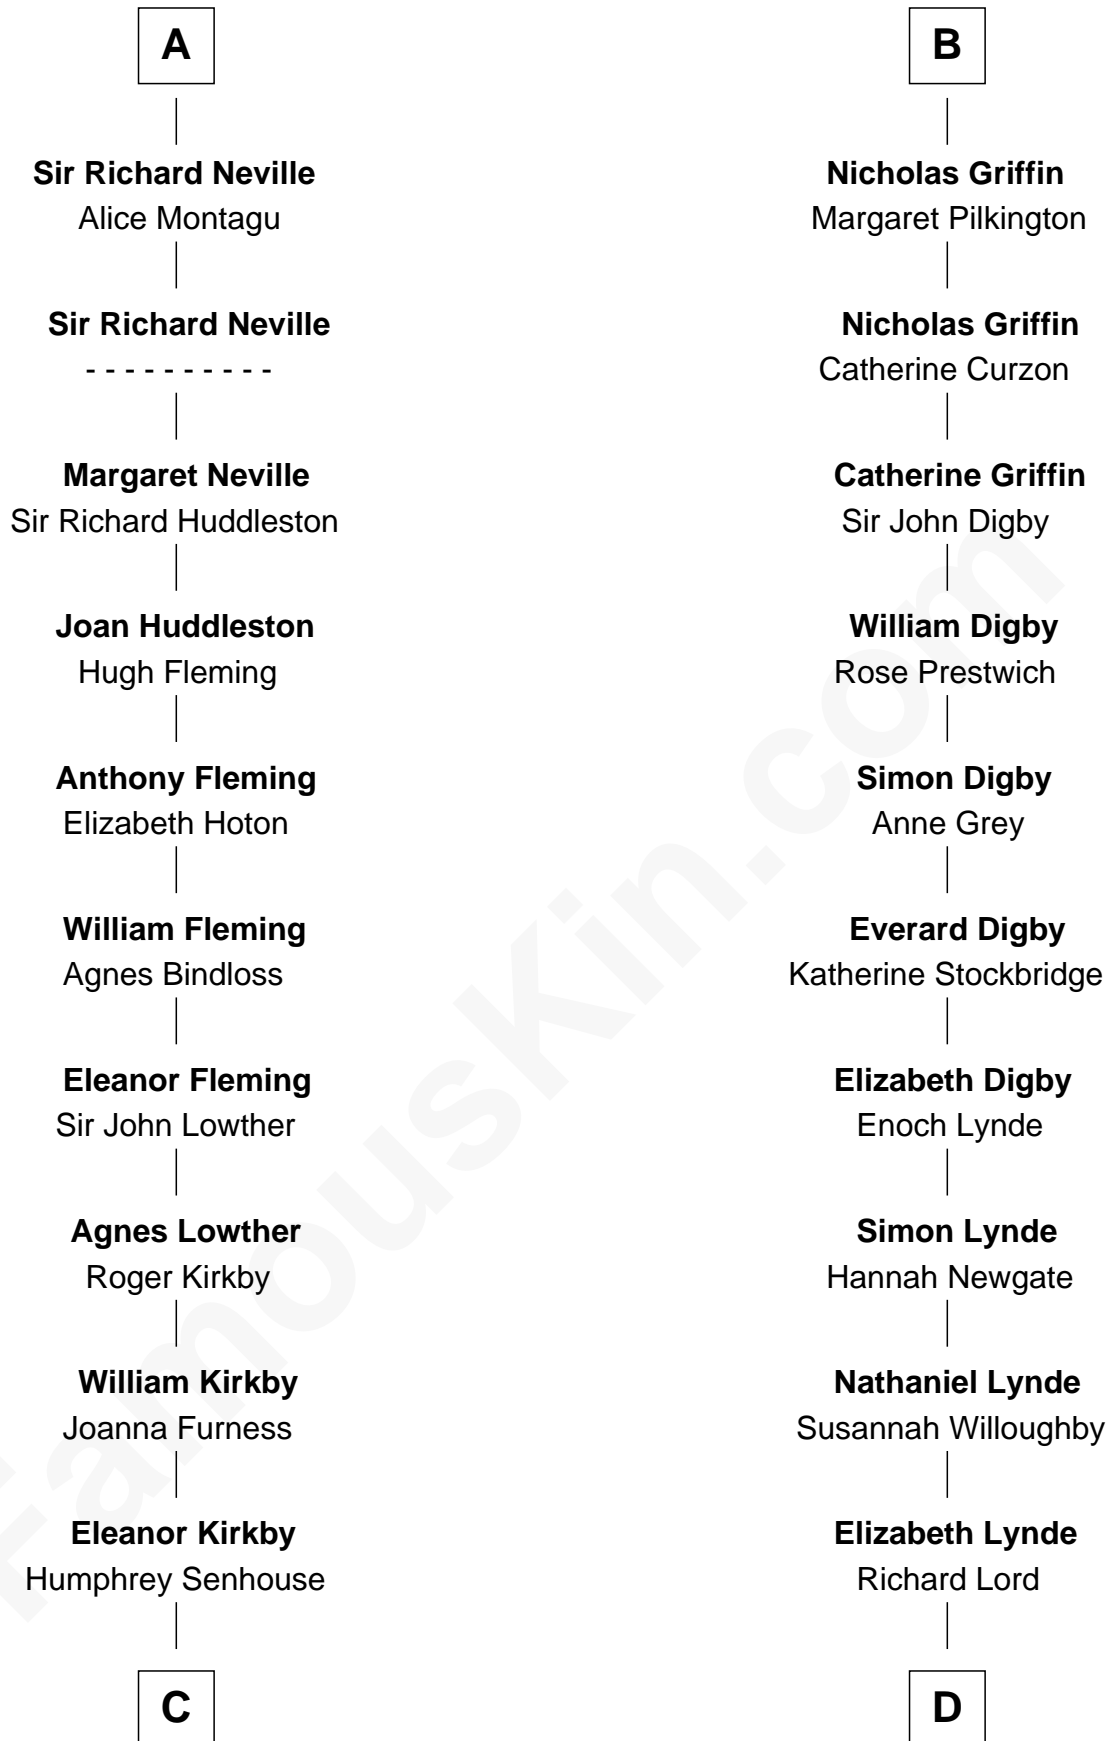 A
Sir Richard Neville
Alice Montagu
Sir Richard Neville
- - - - - - - - - -
Margaret Neville
Sir Richard Huddleston
Joan Huddleston
Hugh Fleming
Anthony Fleming
Elizabeth Hoton
William Fleming
Agnes Bindloss
Eleanor Fleming
Sir John Lowther
Agnes Lowther
Roger Kirkby
William Kirkby
Joanna Furness
Eleanor Kirkby
Humphrey Senhouse
C
B
Nicholas Griffin
Margaret Pilkington
Nicholas Griffin
Catherine Curzon
Catherine Griffin
Sir John Digby
William Digby
Rose Prestwich
Simon Digby
Anne Grey
Everard Digby
Katherine Stockbridge
Elizabeth Digby
Enoch Lynde
Simon Lynde
Hannah Newgate
Nathaniel Lynde
Susannah Willoughby
Elizabeth Lynde
Richard Lord
D
FamousKin.com